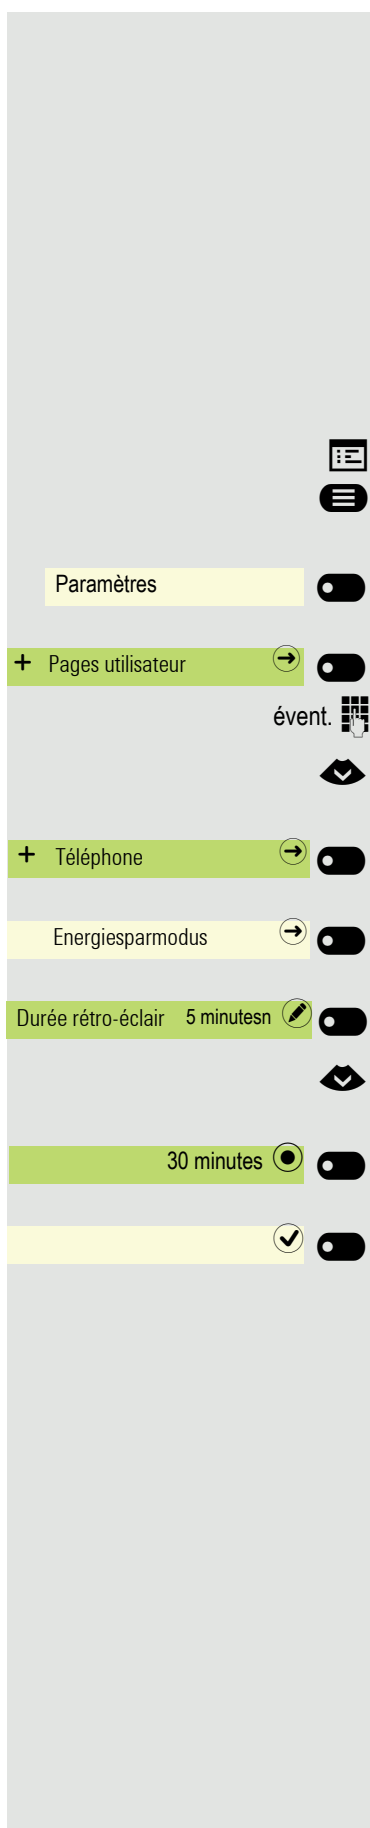 Paramètres
+ Pages utilisateur
évent.
+ Téléphone
Energiesparmodus
Durée rétro-éclair 5 minutesn
30 minutes